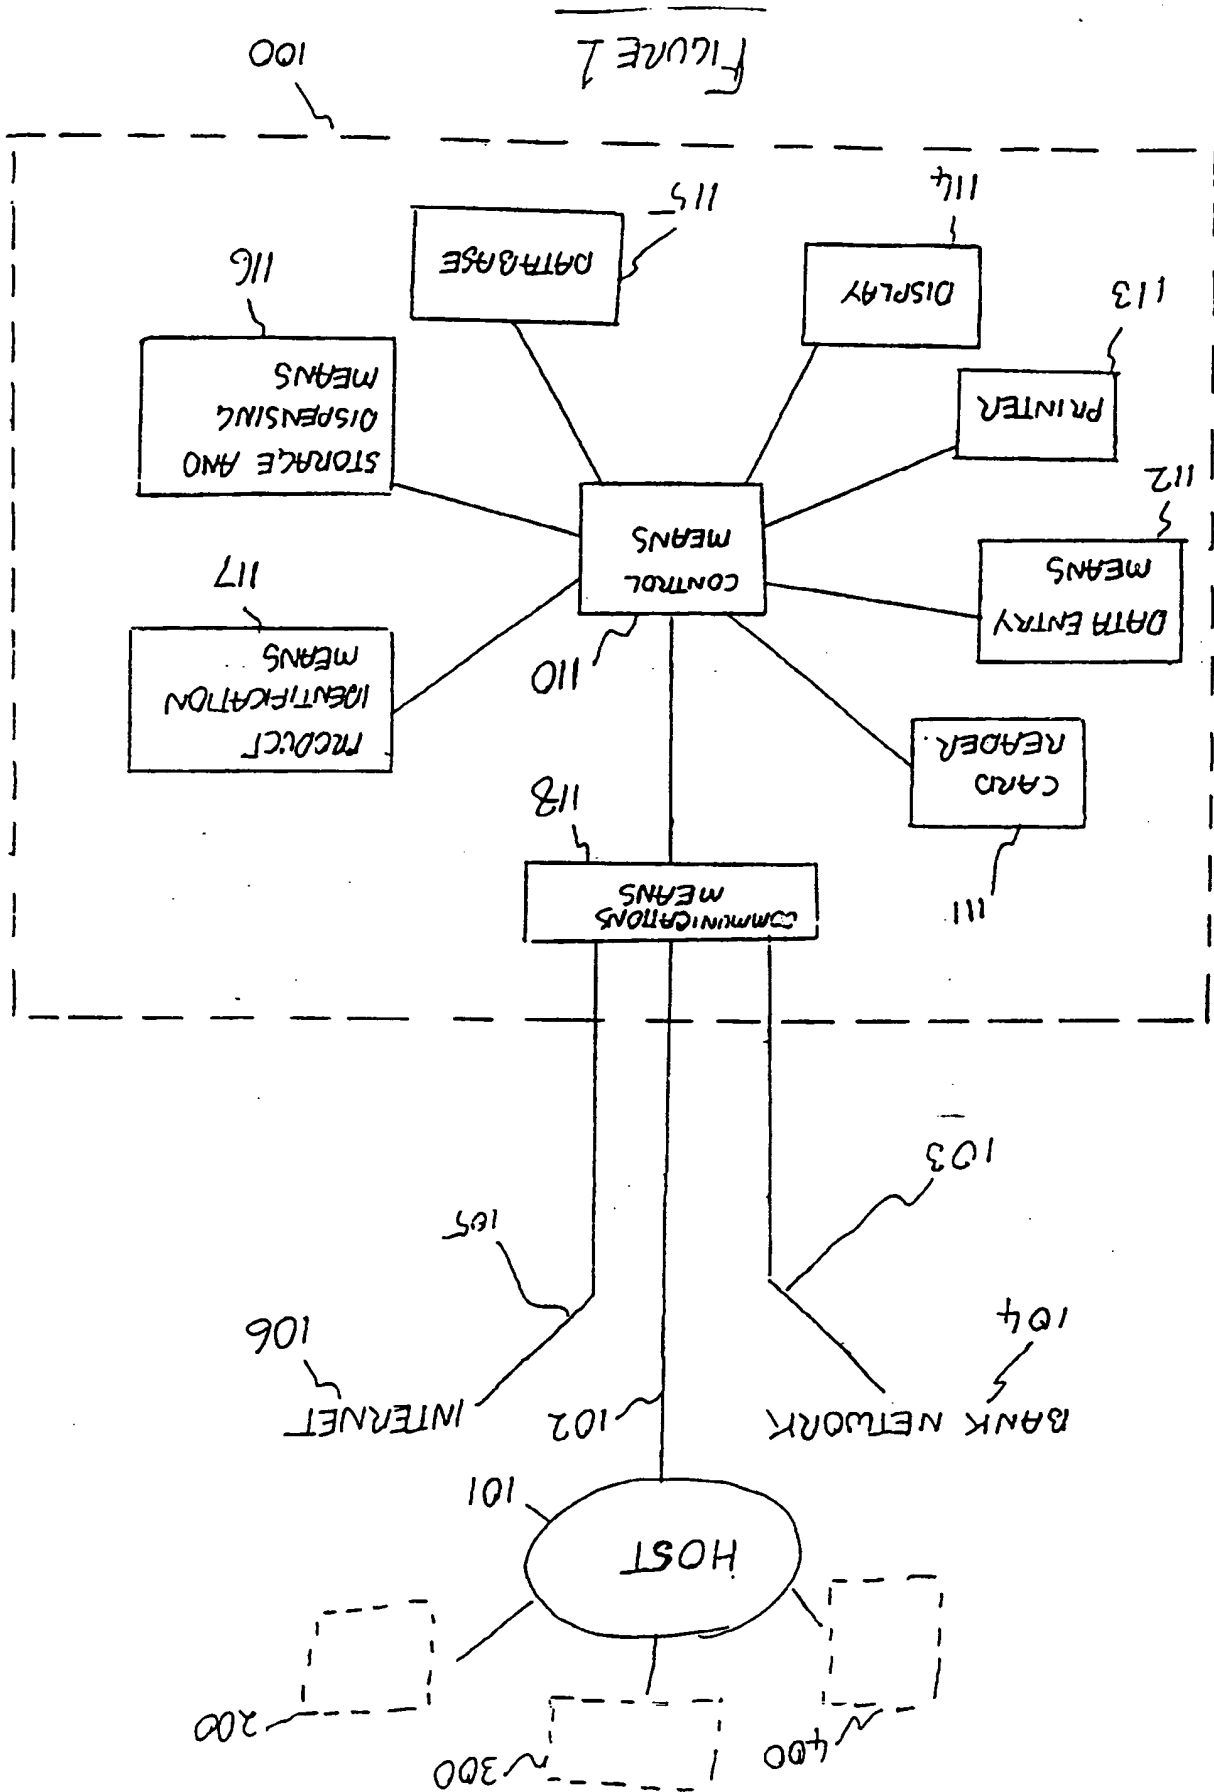 300
400
200
HOST
101
BANK NETWORK
102
INTERNET
104
106
103
105
COMMUNICATIONS
MEANS
111
118
CARD
READER
PRODUCT
IDENTIFICATION
MEANS
110
DATA ENTRY
MEANS
117
CONTROL
MEANS
112
STORAGE AND
DISPENSING
MEANS
PRINTER
113
116
DISPLAY
DATABASE
114
115
100
FIGURE 1